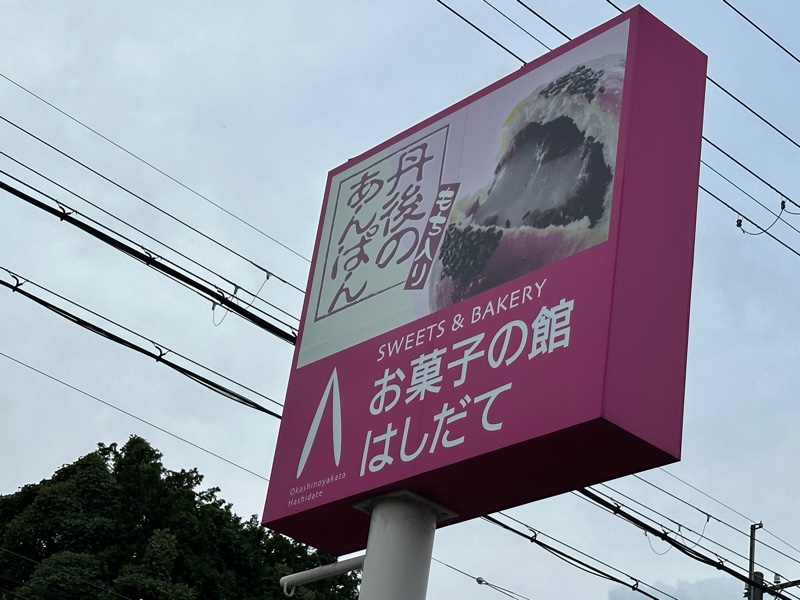 もち入り
丹後の
あんぱん
SWEETS & BAKERY
お菓子の館
はしだて
Okashinoyakata
Hashidate